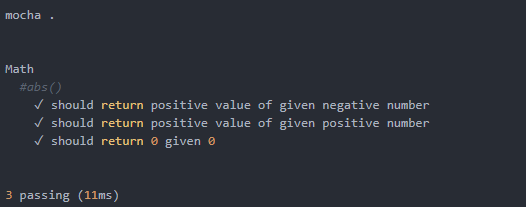 mocha .
Math
#abs()
✓ should return positive value of given negative number
✓ should return positive value of given positive number
✓ should return 0 given 0
3 passing (11ms)